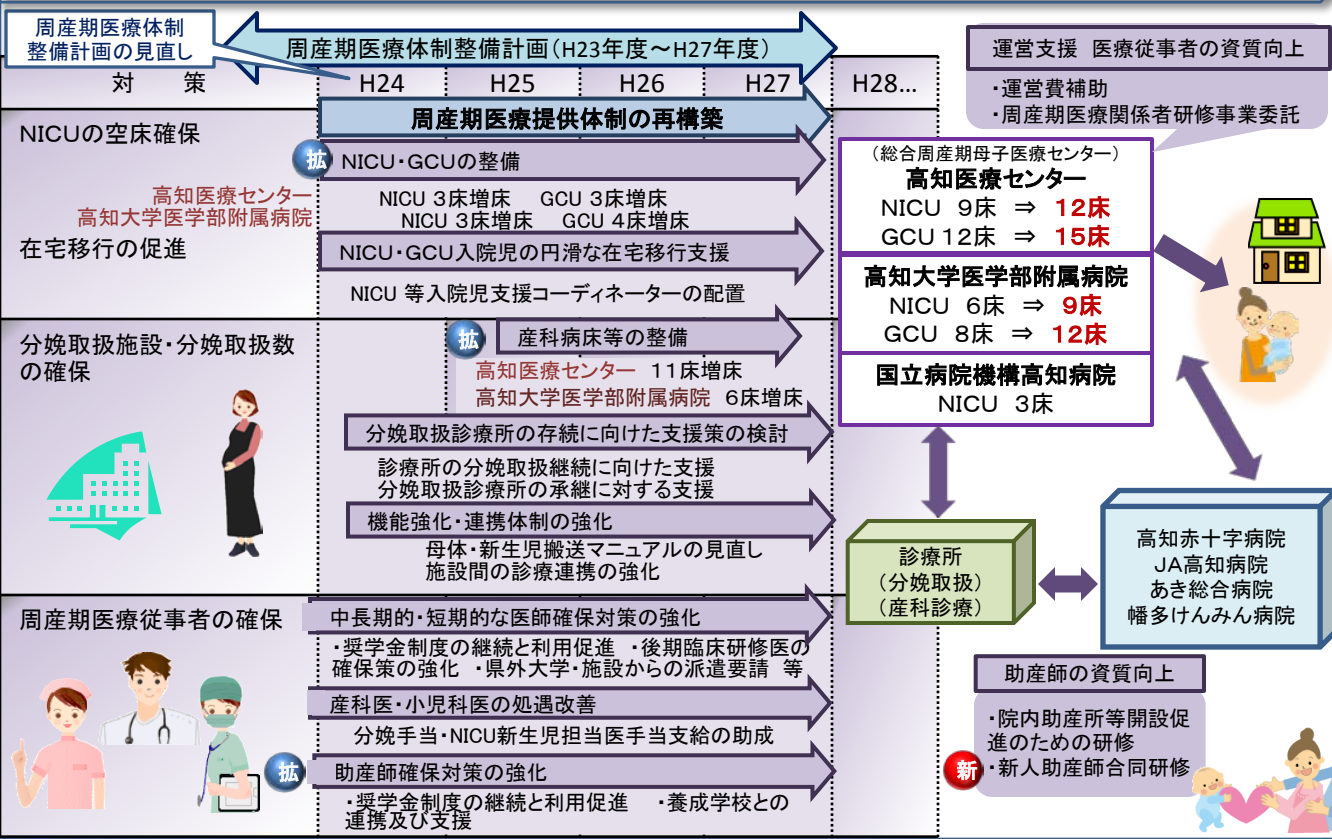 周産期医療体制
整備計画の見直し
周産期医療体制整備計画(H23年度～H27年度)
運営支援 医療従事者の資質向上
・運営費補助
・周産期医療関係者研修事業委託
対　策
H24
H25
H26
H27
H28…
周産期医療提供体制の再構築
NICUの空床確保
拡
NICU・GCUの整備
高知医療センター
NICU 3床増床　GCU 3床増床
高知大学医学部附属病院
NICU 3床増床　GCU 4床増床
在宅移行の促進
NICU・GCU入院児の円滑な在宅移行支援
NICU 等入院児支援コーディネーターの配置
(総合周産期母子医療センター)
高知医療センター
NICU 9床 ⇒ 12床
GCU 12床 ⇒ 15床
高知大学医学部附属病院
NICU 6床 ⇒ 9床
GCU 8床 ⇒ 12床
国立病院機構高知病院
NICU 3床
分娩取扱施設・分娩取扱数
の確保
拡
産科病床等の整備
高知医療センター 11床増床
高知大学医学部附属病院 6床増床
分娩取扱診療所の存続に向けた支援策の検討
診療所の分娩取扱継続に向けた支援
分娩取扱診療所の承継に対する支援
機能強化・連携体制の強化
母体・新生児搬送マニュアルの見直し
施設間の診療連携の強化
診療所
(分娩取扱)
(産科診療)
高知赤十字病院
JA高知病院
あき総合病院
幡多けんみん病院
周産期医療従事者の確保
中長期的・短期的な医師確保対策の強化
・奨学金制度の継続と利用促進 ・後期臨床研修医の
確保策の強化 ・県外大学・施設からの派遣要請 等
産科医・小児科医の処遇改善
分娩手当・NICU新生児担当医手当支給の助成
拡
助産師確保対策の強化
・奨学金制度の継続と利用促進 ・養成学校との
連携及び支援
助産師の資質向上
・院内助産所等開設促
進のための研修
新
・新人助産師合同研修